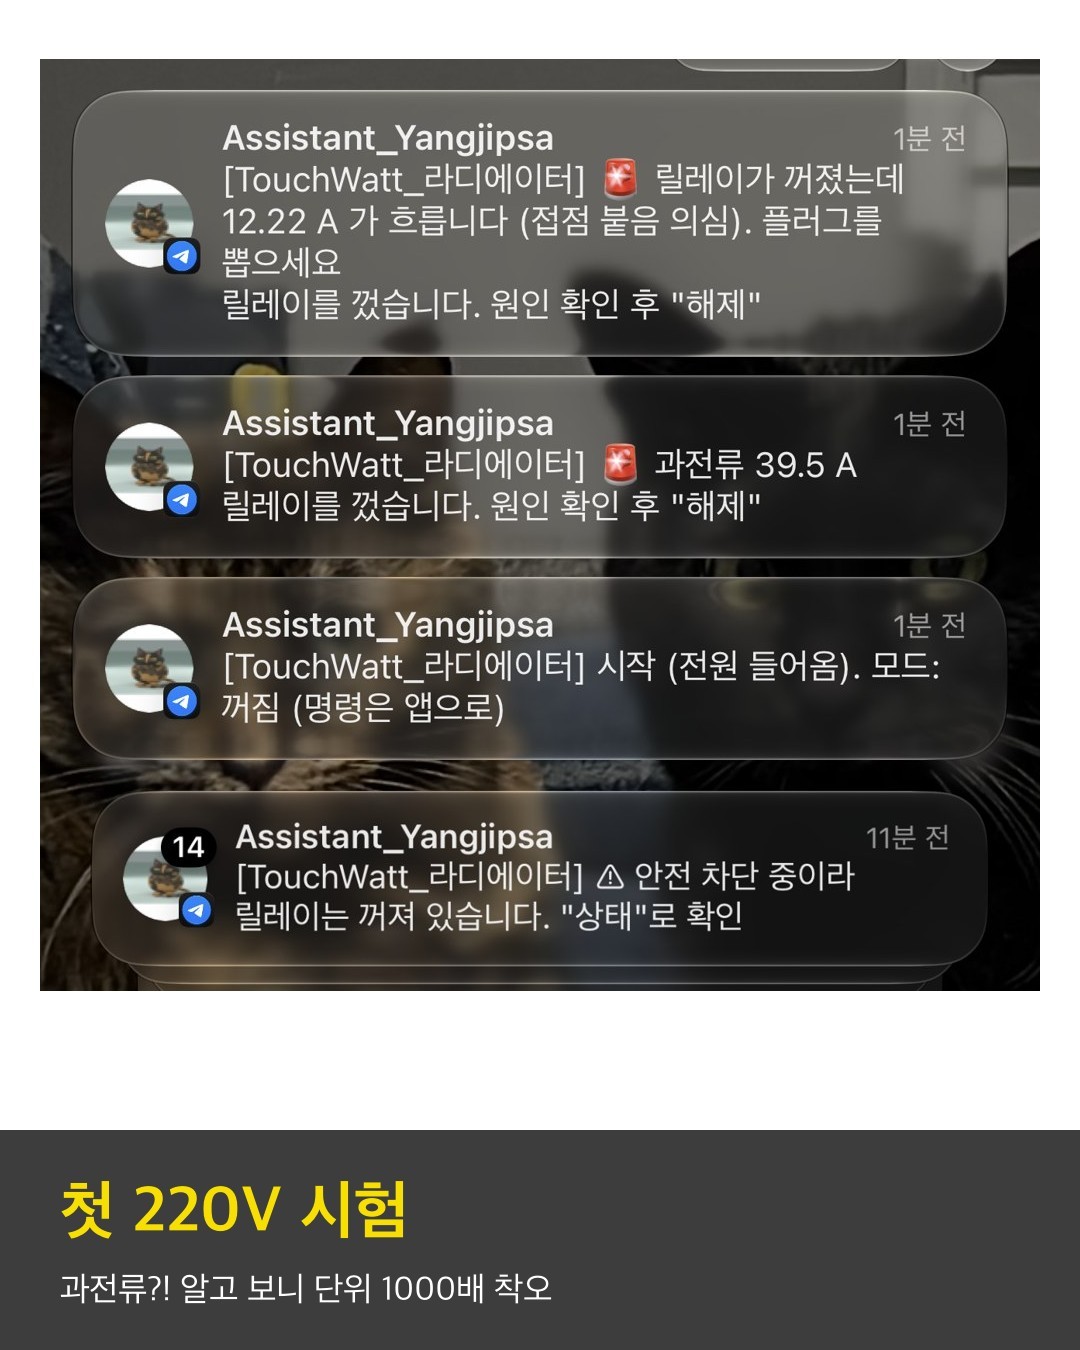 Assistant_Yangjipsa
1분 전
[TouchWatt_라디에이터] 🚨 릴레이가 꺼졌는데
12.22 A 가 흐릅니다 (접점 붙음 의심). 플러그를
뽑으세요
릴레이를 껐습니다. 원인 확인 후 "해제"
Assistant_Yangjipsa
1분 전
[TouchWatt_라디에이터] 🚨 과전류 39.5 A
릴레이를 껐습니다. 원인 확인 후 "해제"
Assistant_Yangjipsa
1분 전
[TouchWatt_라디에이터] 시작 (전원 들어옴). 모드:
꺼짐 (명령은 앱으로)
14
Assistant_Yangjipsa
11분 전
[TouchWatt_라디에이터] ⚠ 안전 차단 중이라
릴레이는 꺼져 있습니다. "상태"로 확인
첫 220V 시험
과전류?! 알고 보니 단위 1000배 착오